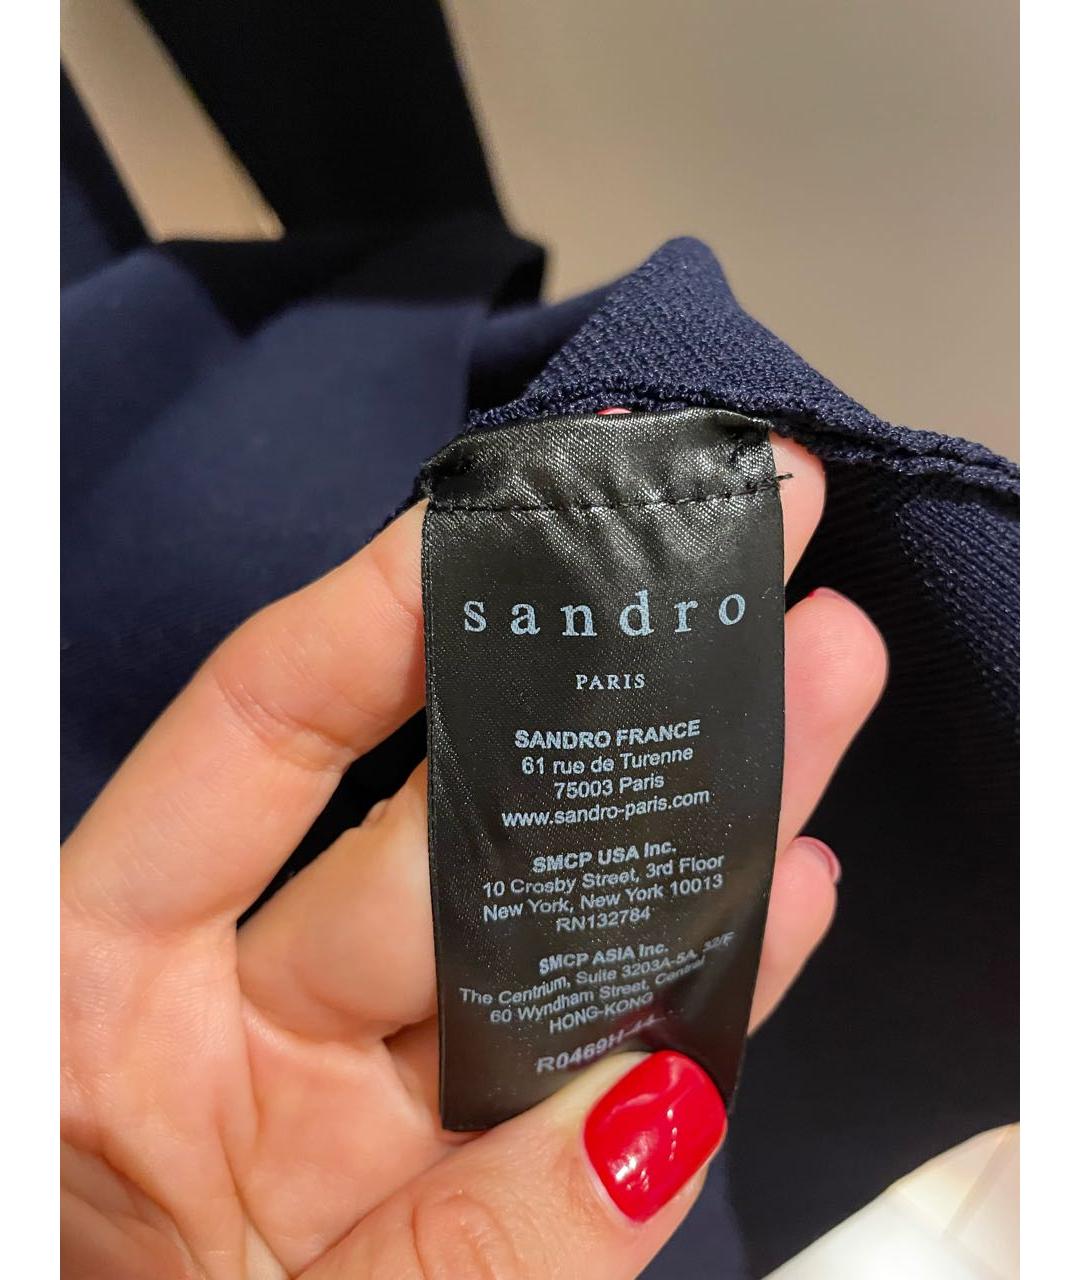 sandro
PARIS
SANDRO FRANCE
61 rue de Turenne
75003 Paris
www.sandro-paris.com
SMCP USA Inc.
10 Crosby Street, 3rd Floor
New York, New York 10013
RN132784
SMCP ASIA Inc.
The Centrium, Suite 3203A-5A, 32/F
60 Wyndham Street, Central
HONG-KONG
R0469H-44